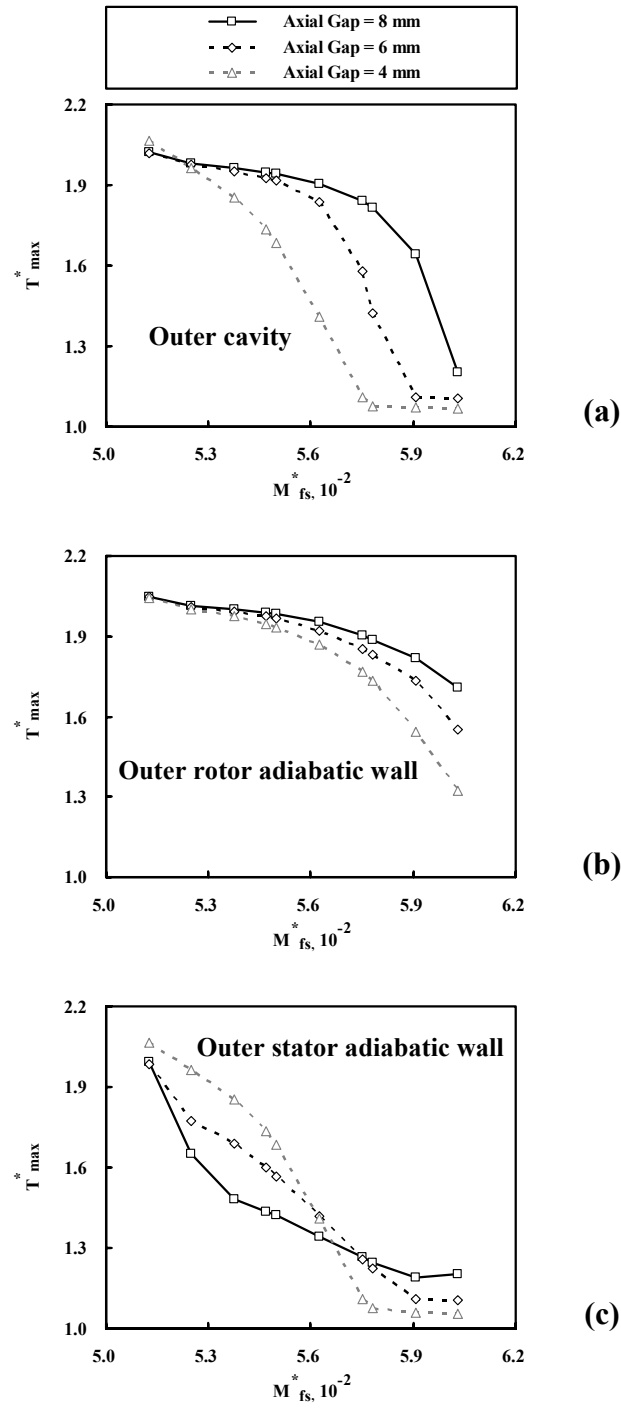 Axial Gap = 8 mm
Axial Gap = 6 mm
Axial Gap = 4 mm
2.2
1.9
1.6
1.3
1.0
T*max
Outer cavity
5.0 5.3 5.6 5.9 6.2
M*fs, 10-2
(a)
2.2
1.9
1.6
1.3
1.0
T*max
Outer rotor adiabatic wall
5.0 5.3 5.6 5.9 6.2
M*fs, 10-2
(b)
2.2
1.9
1.6
1.3
1.0
T*max
Outer stator adiabatic wall
5.0 5.3 5.6 5.9 6.2
M*fs, 10-2
(c)